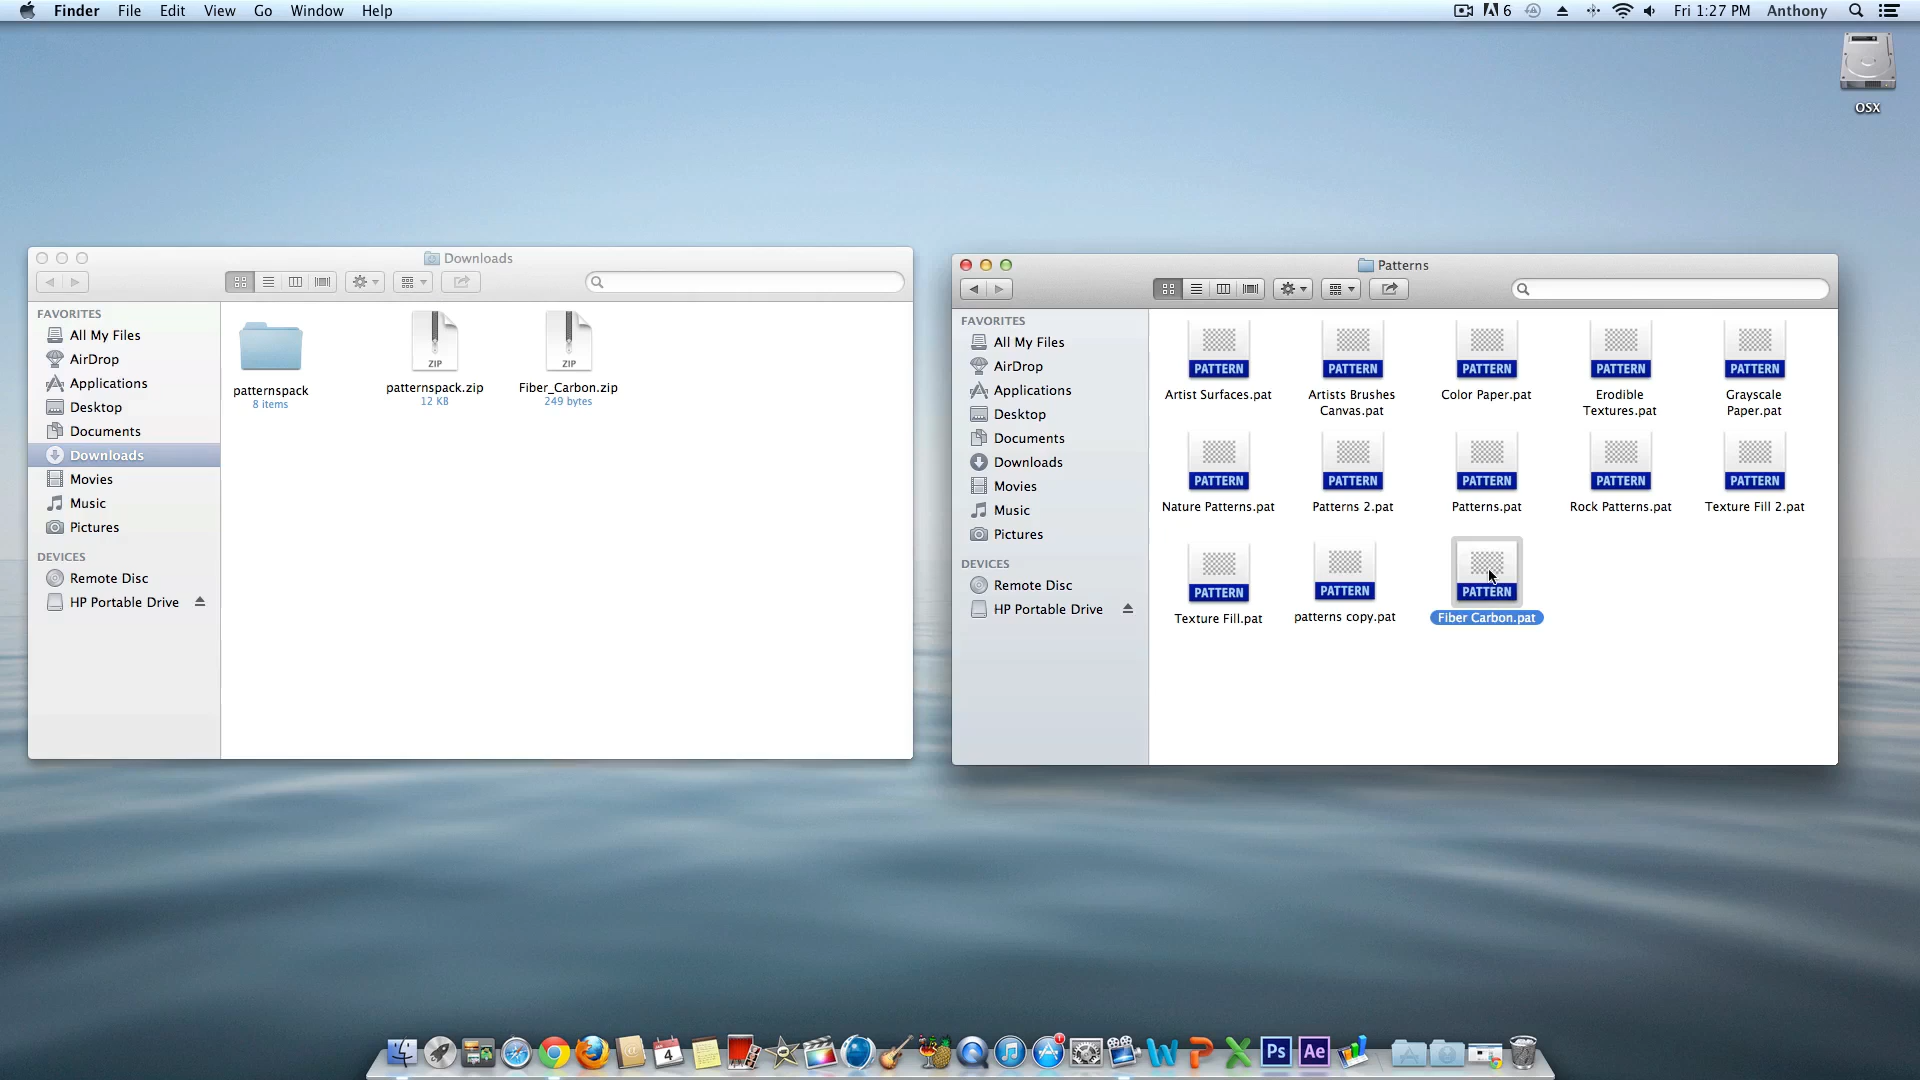 Finder File Edit View Go Window Help
6 Fri 1:27 PM Anthony
OSX
Downloads
FAVORITES
All My Files
AirDrop
Applications
Desktop
Documents
Downloads
Movies
Music
Pictures
DEVICES
Remote Disc
HP Portable Drive
ZIP ZIP
patternspack patternspack.zip Fiber_Carbon.zip
8 items 12 KB 249 bytes
Patterns
FAVORITES
All My Files
AirDrop
Applications
Desktop
Documents
Downloads
Movies
Music
Pictures
DEVICES
Remote Disc
HP Portable Drive
PATTERN PATTERN PATTERN PATTERN PATTERN
Artist Surfaces.pat Artists Brushes Color Paper.pat Erodible Grayscale
Canvas.pat Textures.pat Paper.pat
PATTERN PATTERN PATTERN PATTERN PATTERN
Nature Patterns.pat Patterns 2.pat Patterns.pat Rock Patterns.pat Texture Fill 2.pat
PATTERN PATTERN PATTERN
Texture Fill.pat patterns copy.pat Fiber Carbon.pat
4 W P X Ps Ae